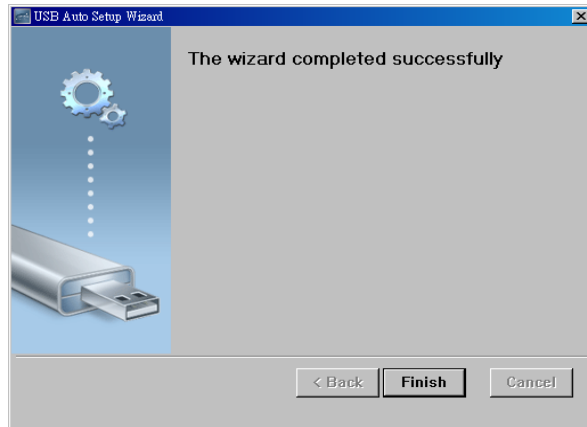 USB Auto Setup Wizard
The wizard completed successfully
< Back
Finish
Cancel